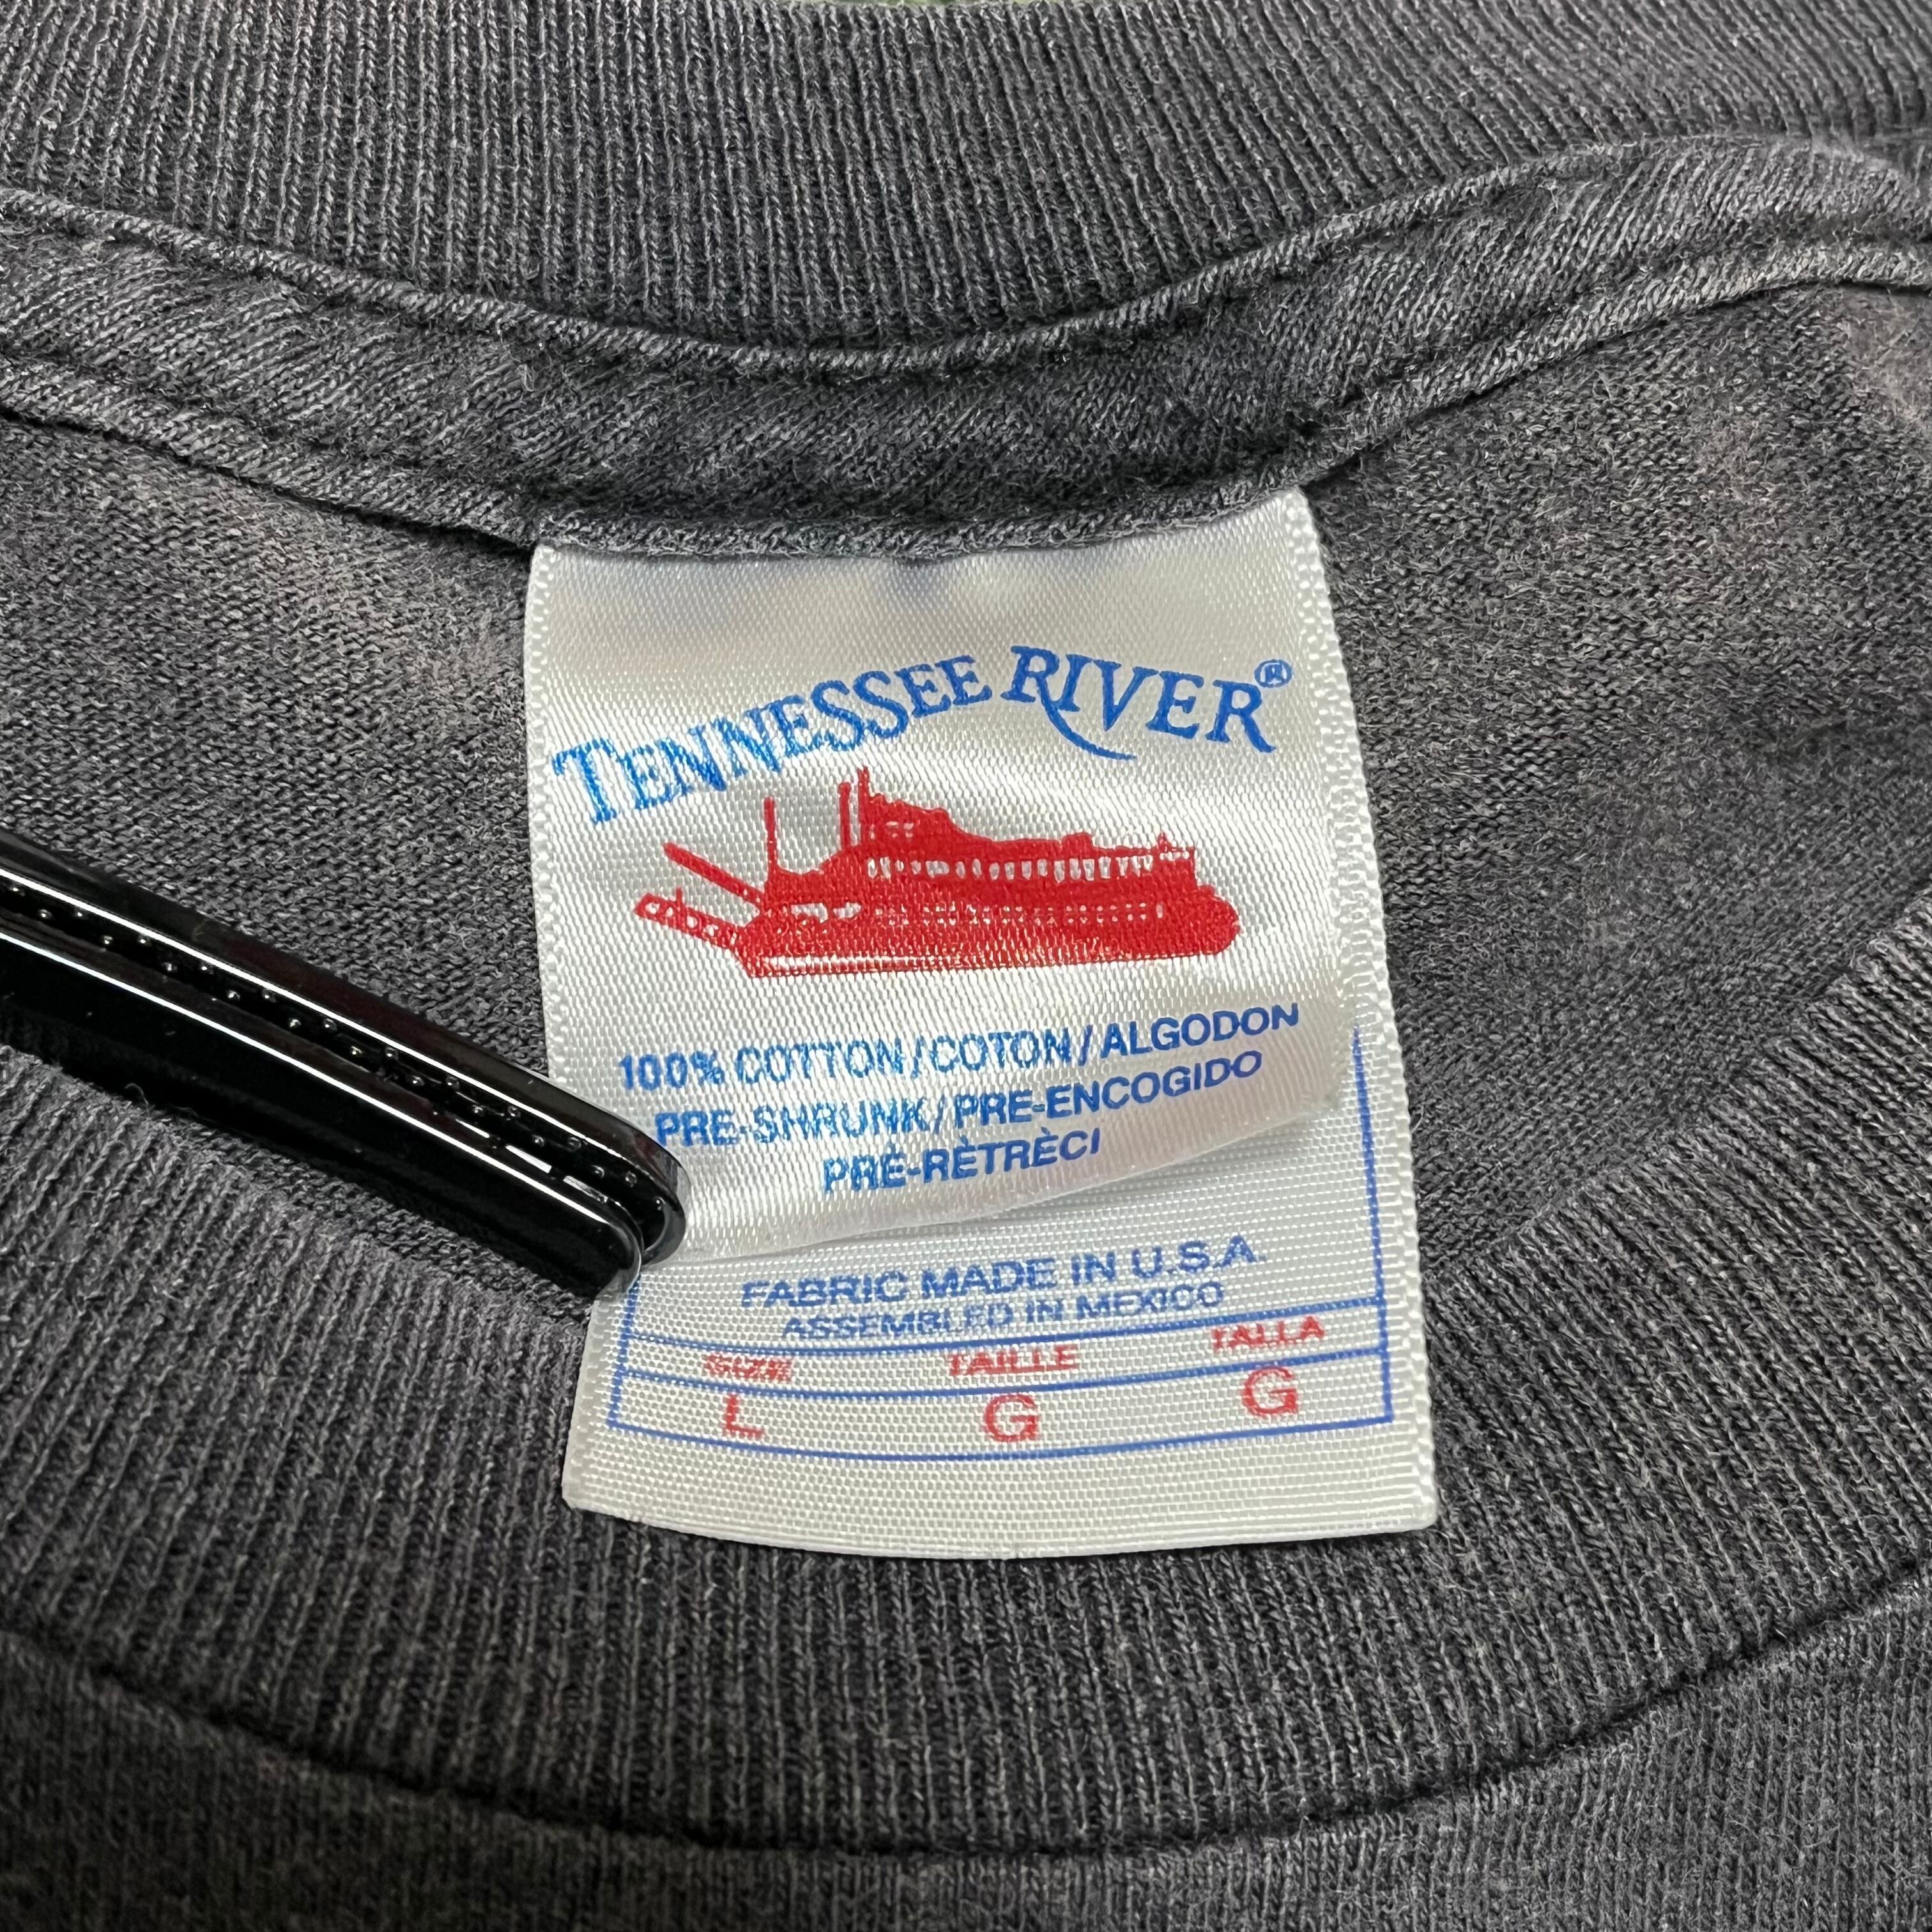 TENNESSEE RIVER®
100% COTTON/COTON/ALGODON
PRE-SHRUNK/PRE-ENCOGIDO
PRÈ-RÈTRÈCI
FABRIC MADE IN U.S.A.
ASSEMBLED IN MEXICO
SIZE TAILLE TALLA
L G G